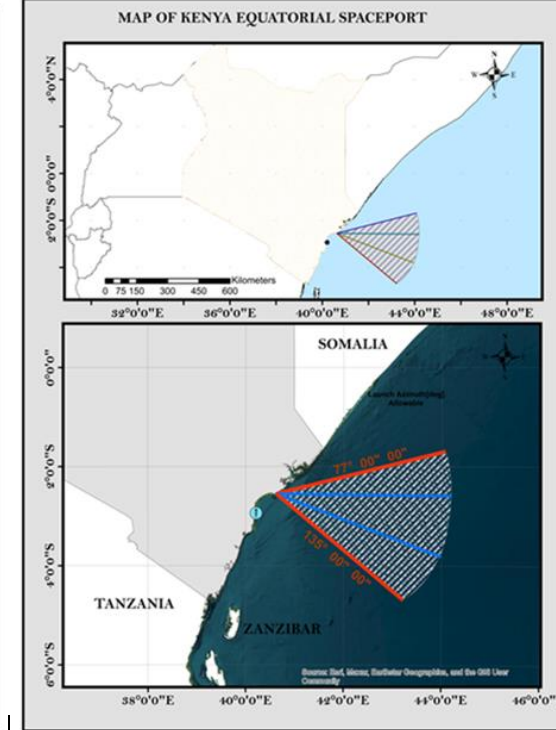 MAP OF KENYA EQUATORIAL SPACEPORT
N
W E
S
4°0'0"N
0°0'0"
2°0'0"S
Kilometers
0 75 150 300 450 600
32°0'0"E 36°0'0"E 40°0'0"E 44°0'0"E 48°0'0"E
SOMALIA
Launch Azimuth(deg)
Allowable
0°0'0"
2°0'0"S
4°0'0"S
6°0'0"S
77° 00' 00"
135° 00' 00"
TANZANIA
ZANZIBAR
Source: Esri, Maxar, Earthstar Geographics, and the GIS User
Community
38°0'0"E 40°0'0"E 42°0'0"E 44°0'0"E 46°0'0"